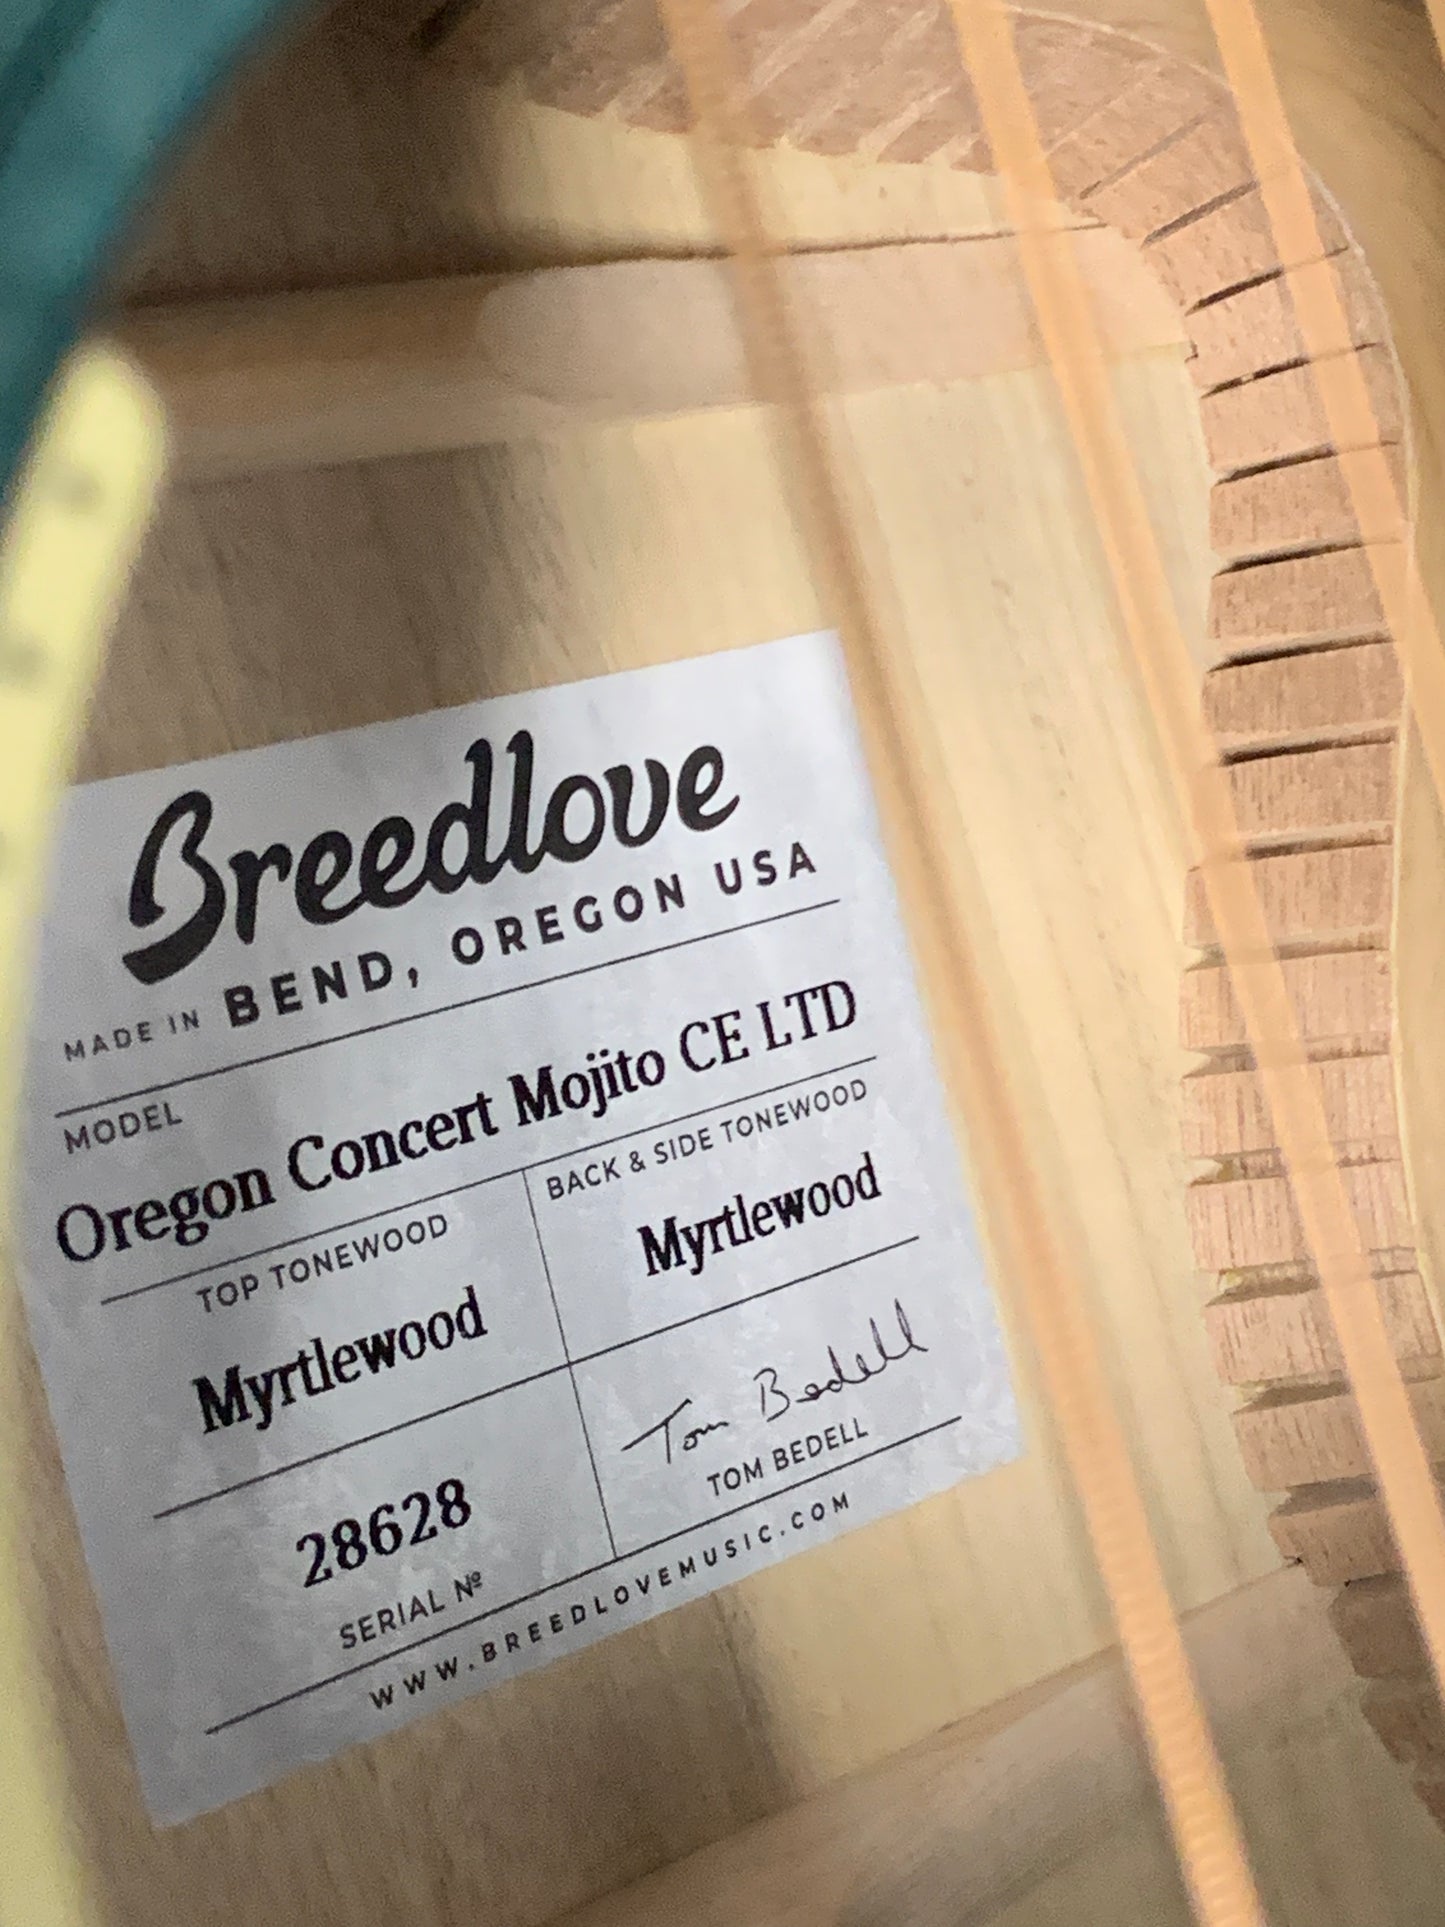 Breedlove
MADE IN BEND, OREGON USA
MODEL
Oregon Concert Mojito CE LTD
TOP TONEWOOD
Myrtlewood
BACK & SIDE TONEWOOD
Myrtlewood
28628
SERIAL Nº
Tom Bedell
TOM BEDELL
WWW.BREEDLOVEMUSIC.COM